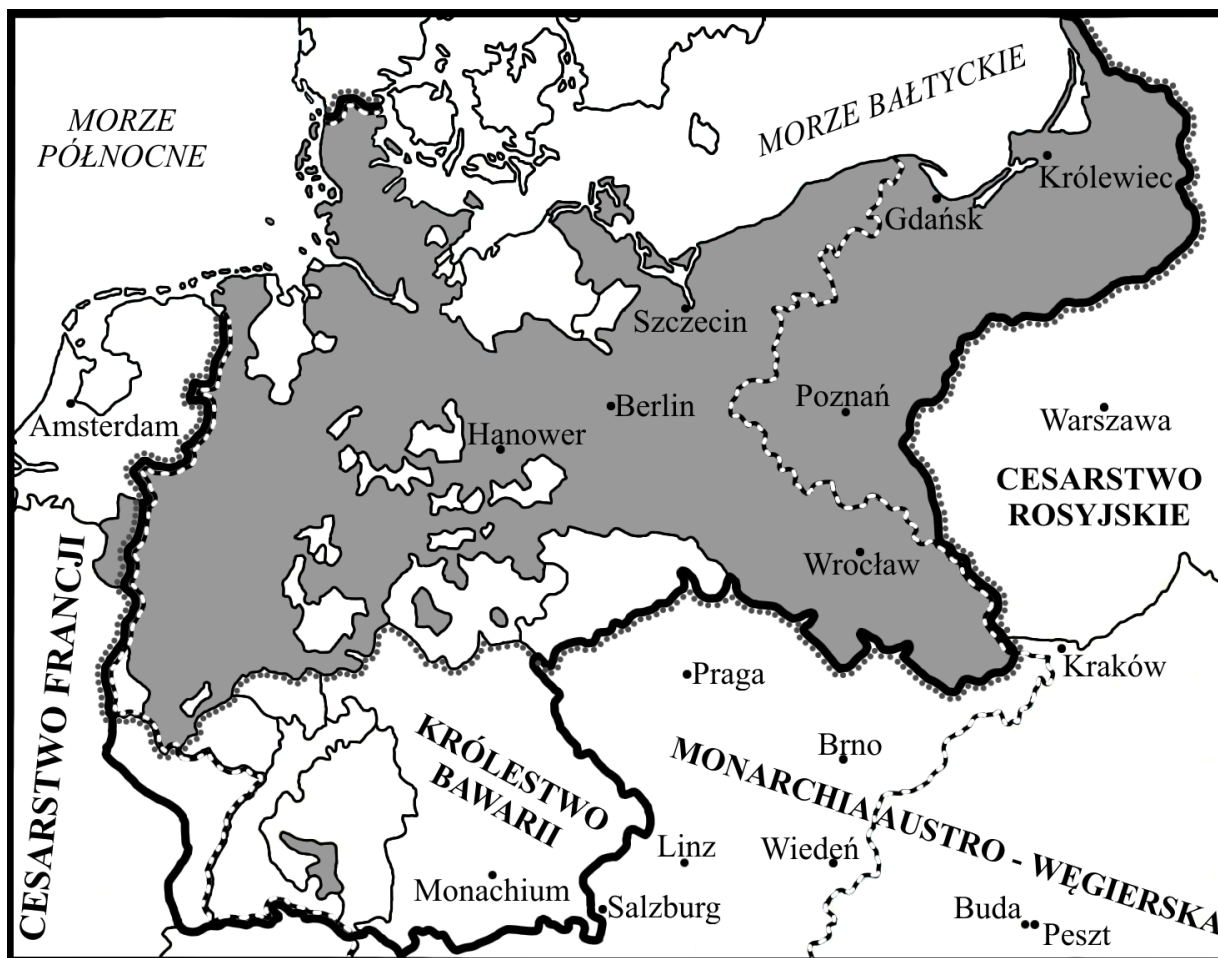 MORZE
PÓŁNOCNE
MORZE BAŁTYCKIE
Królewiec
Gdańsk
Szczecin
Berlin
Poznań
Warszawa
Amsterdam
Hanower
CESARSTWO
ROSYJSKIE
Wrocław
CESARSTWO FRANCJI
Praga
Kraków
KRÓLESTWO
BAWARII
Brno
MONARCHIA AUSTRO - WĘGIERSKA
Linz
Wiedeń
Monachium
Salzburg
Buda
Peszt